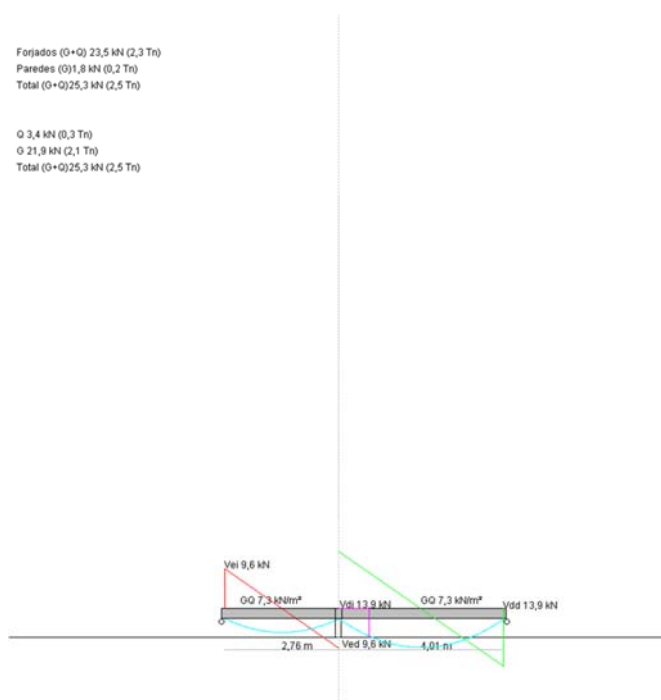 Forjados (G+Q) 23,5 kN (2,3 Tn)
Paredes (G)1,8 kN (0,2 Tn)
Total (G+Q)25,3 kN (2,5 Tn)
Q 3,4 kN (0,3 Tn)
G 21,9 kN (2,1 Tn)
Total (G+Q)25,3 kN (2,5 Tn)
Vei 9,6 kN
GQ 7,3 kN/m²
GQ 7,3 kN/m²
Vdi 13,9 kN
Vdd 13,9 kN
2,76 m
Ved 9,6 kN
4,01 m